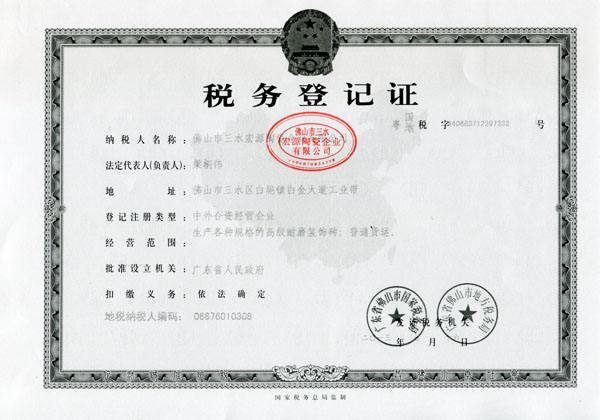 税务登记证
国
粤 税 字 440683712397332 号
地
纳税人名称： 佛山市三水宏源陶瓷企业有限公司
佛山市三水
宏源陶瓷企业
有限公司
法定代表人(负责人)： 梁桐伟
地 址： 佛山市三水区白坭镇白金大道工业带
登记注册类型： 中外合资经营企业
经营范围： 生产各种规格的高级耐磨装饰砖；普通货运。
批准设立机关： 广东省人民政府
扣缴义务： 依法确定
地税纳税人编码： 06676010308
广东省佛山市国家税务局
广东省佛山市地方税务局
发证税务机关
年 月 日
国家税务总局监制